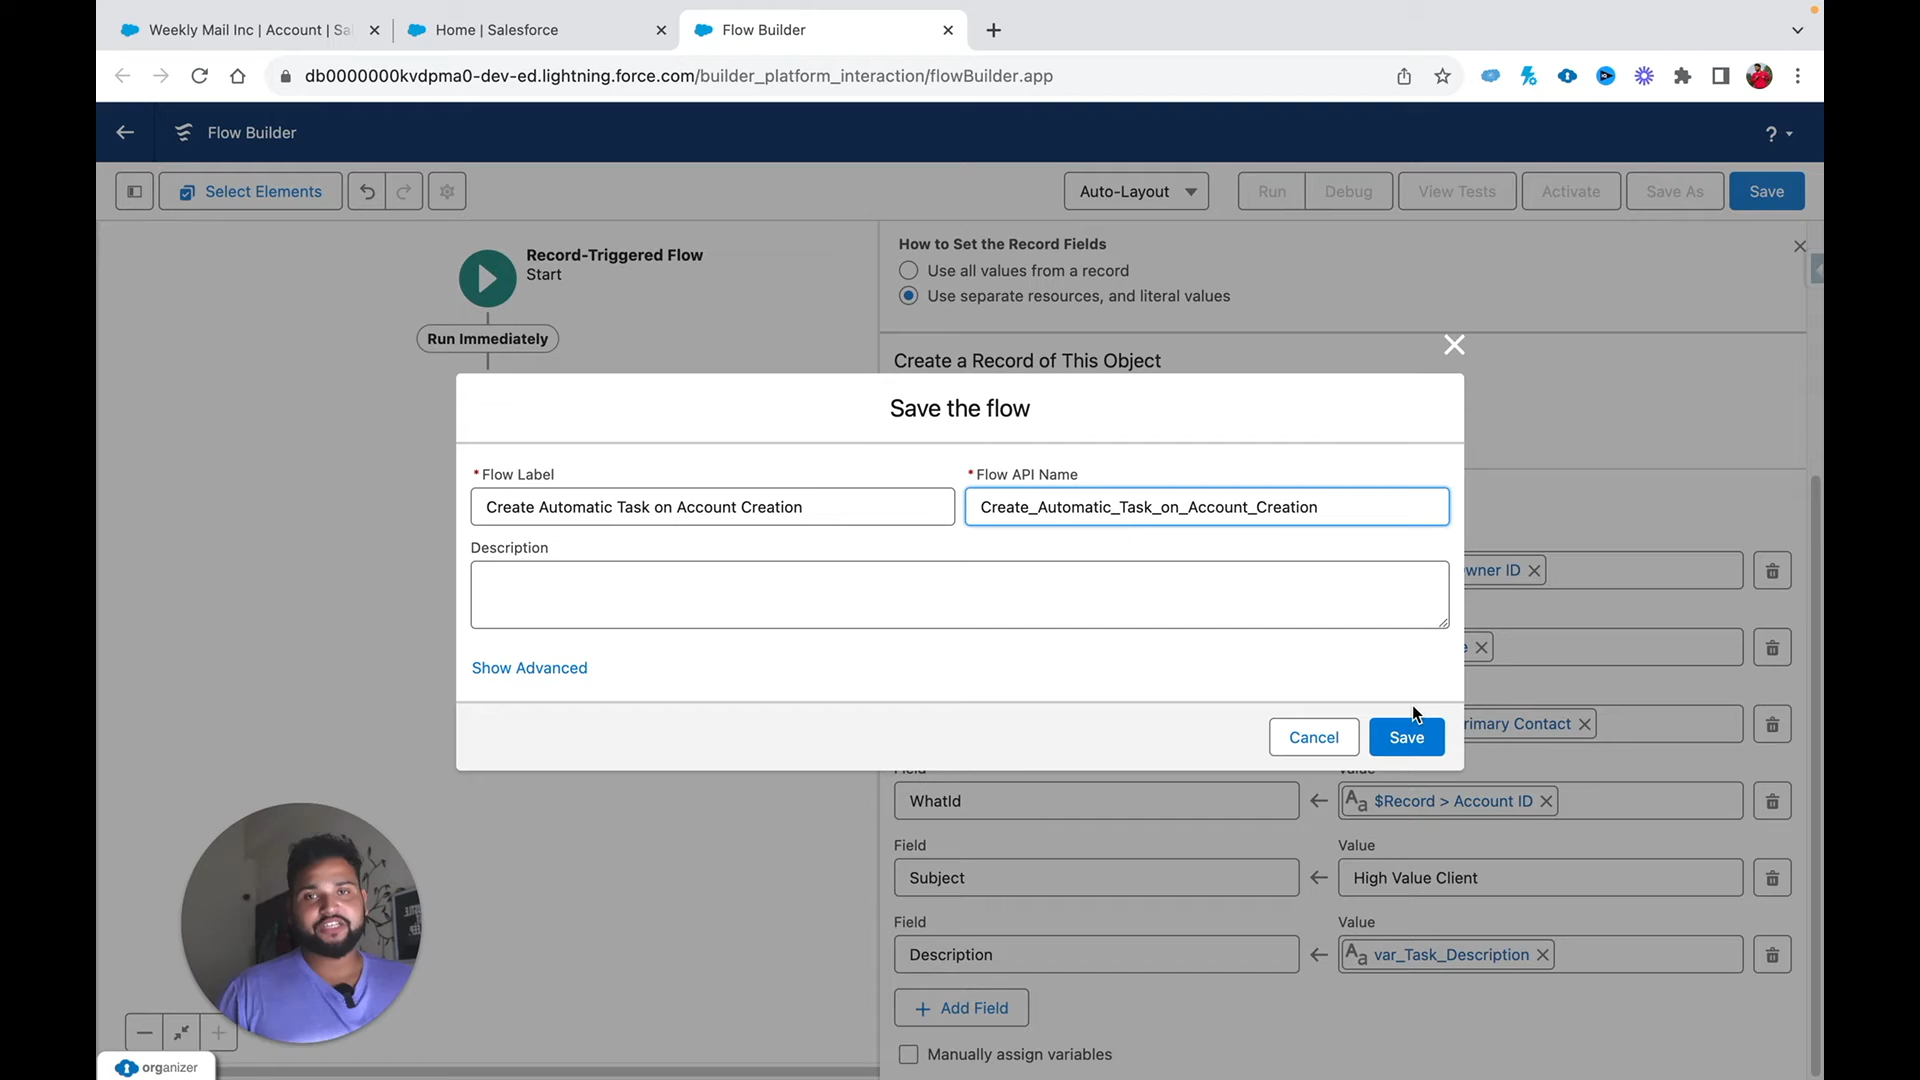 Weekly Mail Inc | Account | Sa
Home | Salesforce
Flow Builder
db0000000kvdpma0-dev-ed.lightning.force.com/builder_platform_interaction/flowBuilder.app
Flow Builder
?
Select Elements
Auto-Layout
Run
Debug
View Tests
Activate
Save As
Save
Record-Triggered Flow
Start
Run Immediately
How to Set the Record Fields
Use all values from a record
Use separate resources, and literal values
Create a Record of This Object
Save the flow
* Flow Label
* Flow API Name
Create Automatic Task on Account Creation
Create_Automatic_Task_on_Account_Creation
Description
Show Advanced
Cancel
Save
wner ID
e
rimary Contact
Field
Value
WhatId
Aa $Record > Account ID
Field
Value
Subject
High Value Client
Field
Value
Description
Aa var_Task_Description
+ Add Field
Manually assign variables
organizer